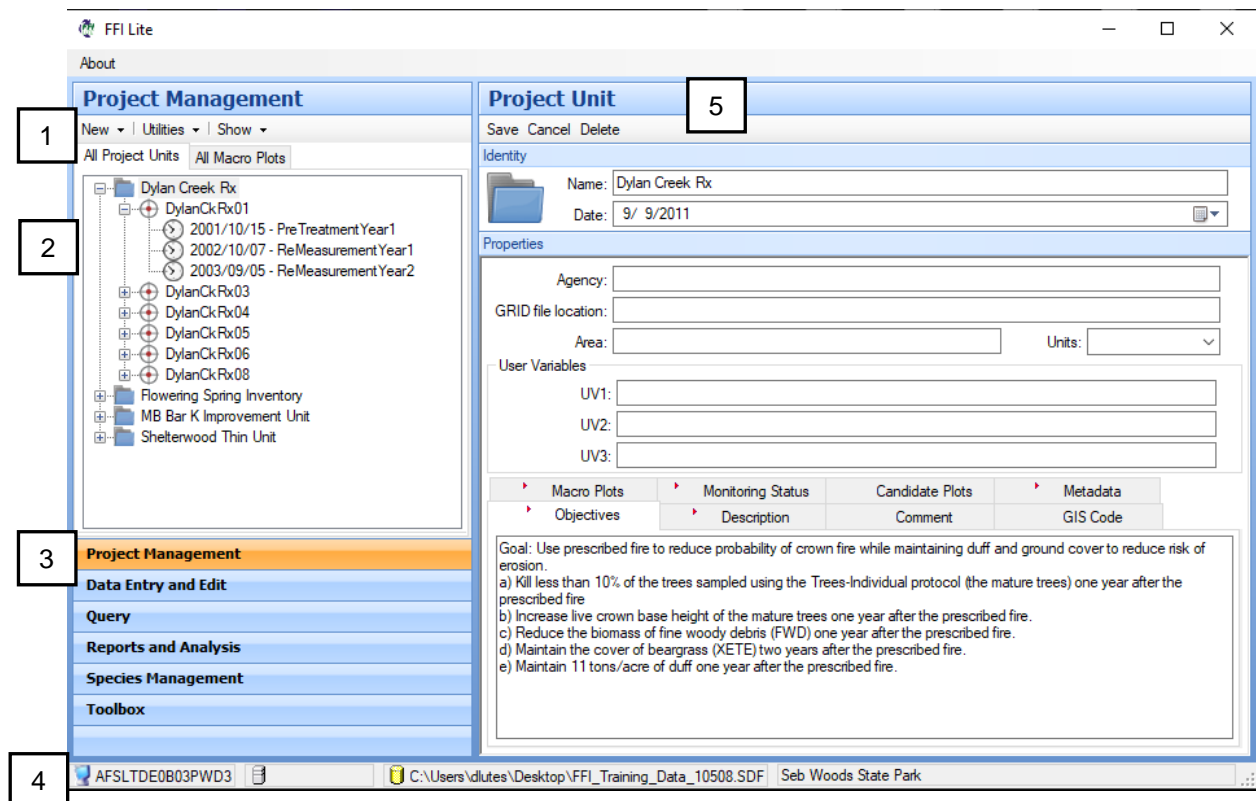 FFI Lite
About
Project Management
1
New Utilities Show
All Project Units All Macro Plots
Dylan Creek Rx
DylanCkRx01
2001/10/15 - PreTreatmentYear1
2
2002/10/07 - ReMeasurementYear1
2003/09/05 - ReMeasurementYear2
DylanCkRx03
DylanCkRx04
DylanCkRx05
DylanCkRx06
DylanCkRx08
Flowering Spring Inventory
MB Bar K Improvement Unit
Shelterwood Thin Unit
3
Project Management
Data Entry and Edit
Query
Reports and Analysis
Species Management
Toolbox
Project Unit
5
Save Cancel Delete
Identity
Name: Dylan Creek Rx
Date: 9/ 9/2011
Properties
Agency:
GRID file location:
Area: Units:
User Variables
UV1:
UV2:
UV3:
Macro Plots Monitoring Status Candidate Plots Metadata
Objectives Description Comment GIS Code
Goal: Use prescribed fire to reduce probability of crown fire while maintaining duff and ground cover to reduce risk of
erosion.
a) Kill less than 10% of the trees sampled using the Trees-Individual protocol (the mature trees) one year after the
prescribed fire
b) Increase live crown base height of the mature trees one year after the prescribed fire.
c) Reduce the biomass of fine woody debris (FWD) one year after the prescribed fire.
d) Maintain the cover of beargrass (XETE) two years after the prescribed fire.
e) Maintain 11 tons/acre of duff one year after the prescribed fire.
4
AFSLTDE0B03PWD3 C:\Users\dlutes\Desktop\FFI_Training_Data_10508.SDF Seb Woods State Park